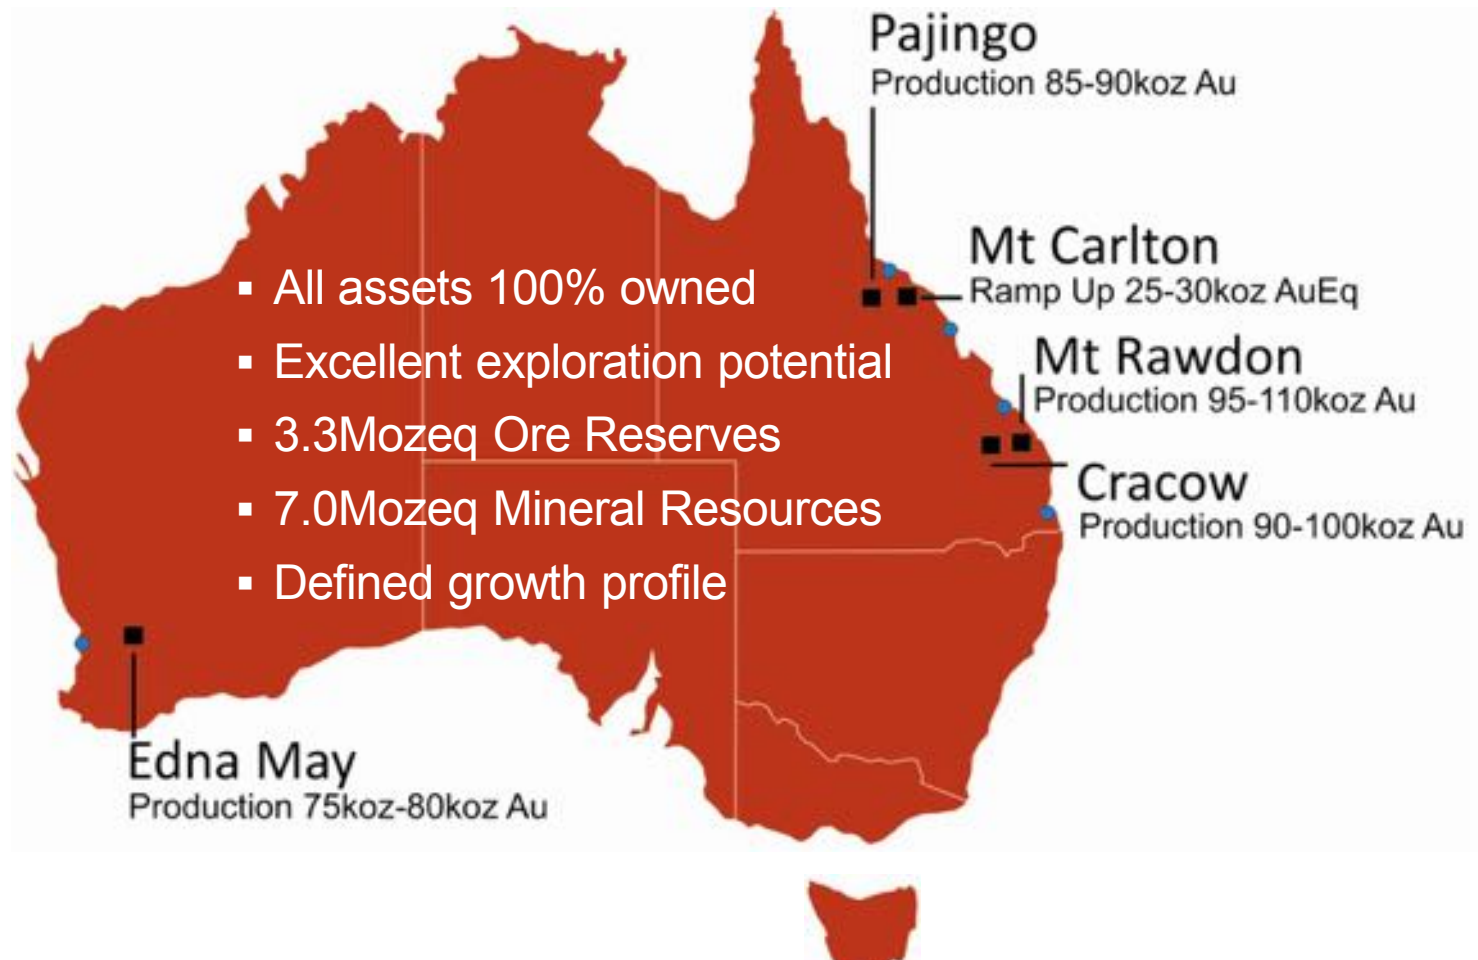 Pajingo
Production 85-90koz Au
Mt Carlton
Ramp Up 25-30koz AuEq
Mt Rawdon
Production 95-110koz Au
Cracow
Production 90-100koz Au
▪ All assets 100% owned
▪ Excellent exploration potential
▪ 3.3Mozeq Ore Reserves
▪ 7.0Mozeq Mineral Resources
▪ Defined growth profile
Edna May
Production 75koz-80koz Au